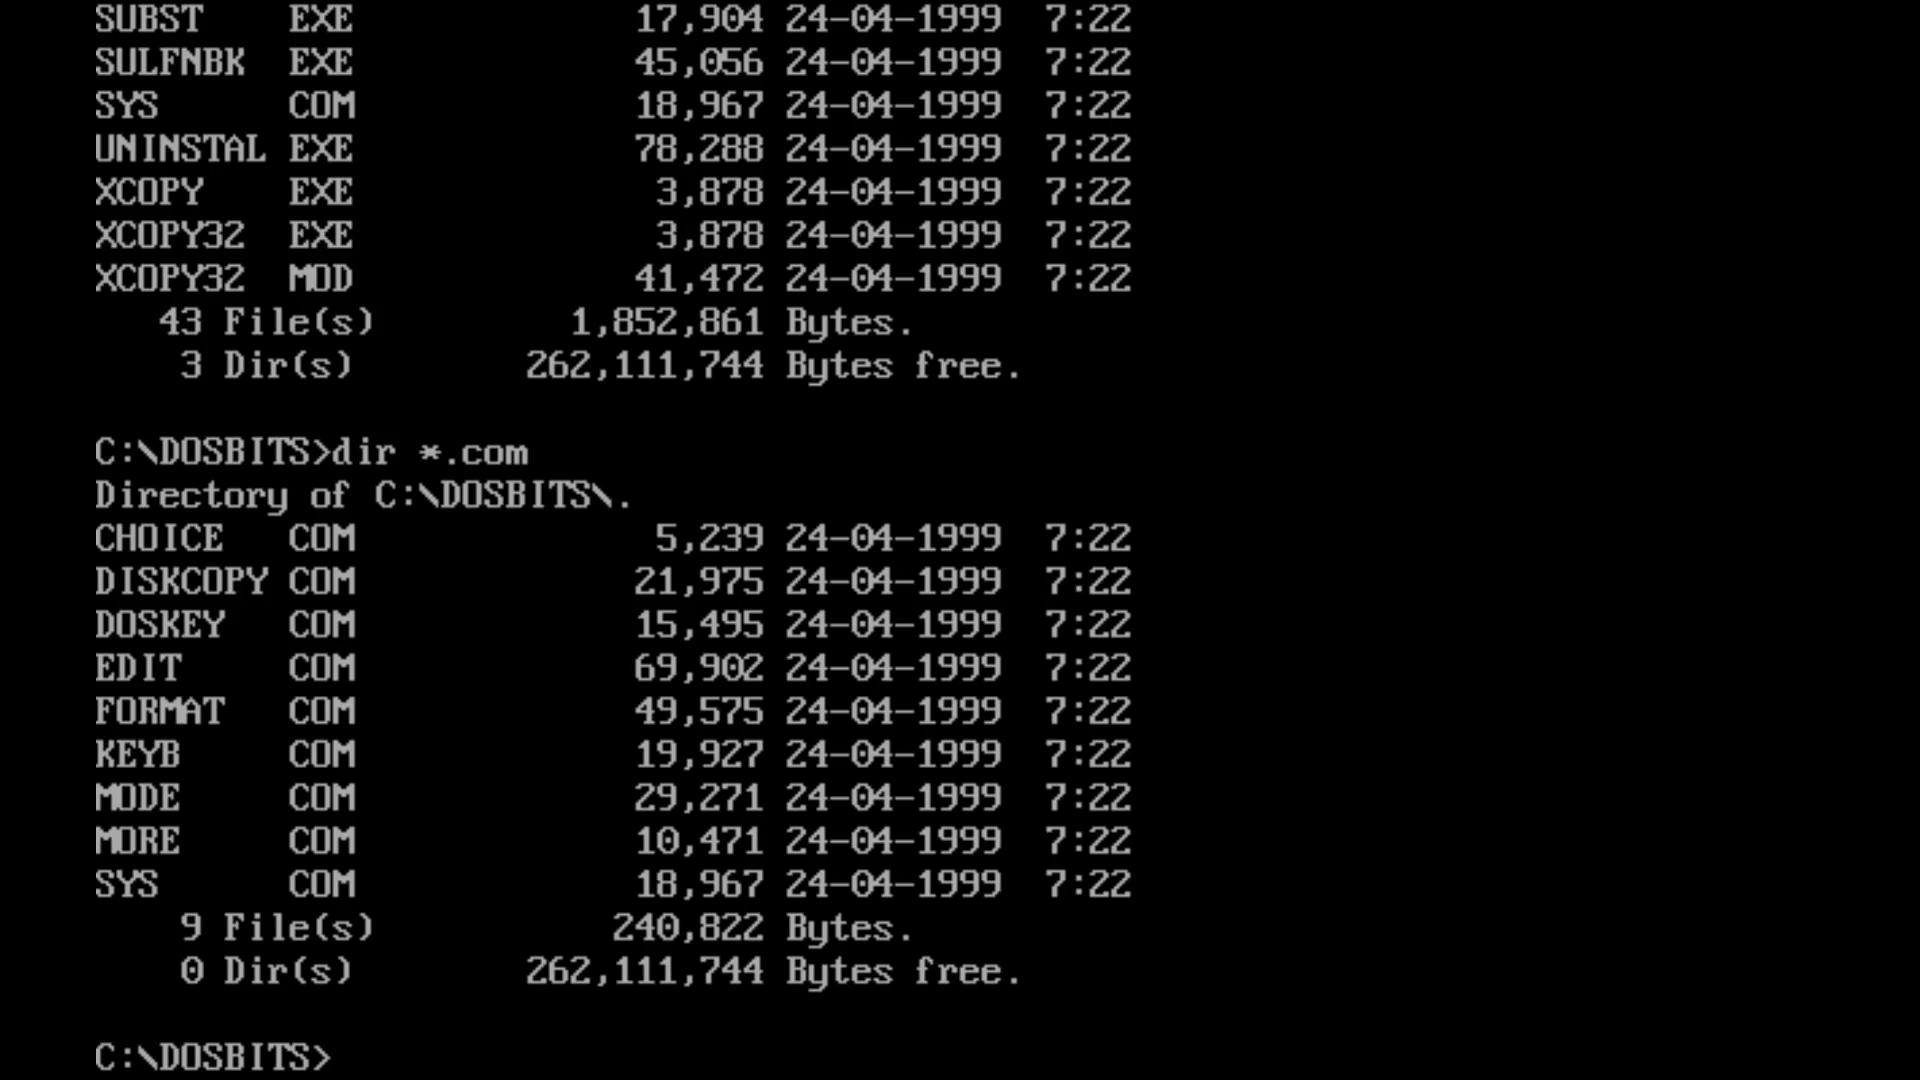 SUBST    EXE             17,904 24-04-1999  7:22
SULFNBK  EXE             45,056 24-04-1999  7:22
SYS      COM             18,967 24-04-1999  7:22
UNINSTAL EXE             78,288 24-04-1999  7:22
XCOPY    EXE              3,878 24-04-1999  7:22
XCOPY32  EXE              3,878 24-04-1999  7:22
XCOPY32  MOD             41,472 24-04-1999  7:22
   43 File(s)         1,852,861 Bytes.
    3 Dir(s)        262,111,744 Bytes free.

C:\DOSBITS>dir *.com
Directory of C:\DOSBITS\.
CHOICE   COM              5,239 24-04-1999  7:22
DISKCOPY COM             21,975 24-04-1999  7:22
DOSKEY   COM             15,495 24-04-1999  7:22
EDIT     COM             69,902 24-04-1999  7:22
FORMAT   COM             49,575 24-04-1999  7:22
KEYB     COM             19,927 24-04-1999  7:22
MODE     COM             29,271 24-04-1999  7:22
MORE     COM             10,471 24-04-1999  7:22
SYS      COM             18,967 24-04-1999  7:22
    9 File(s)           240,822 Bytes.
    0 Dir(s)        262,111,744 Bytes free.

C:\DOSBITS>